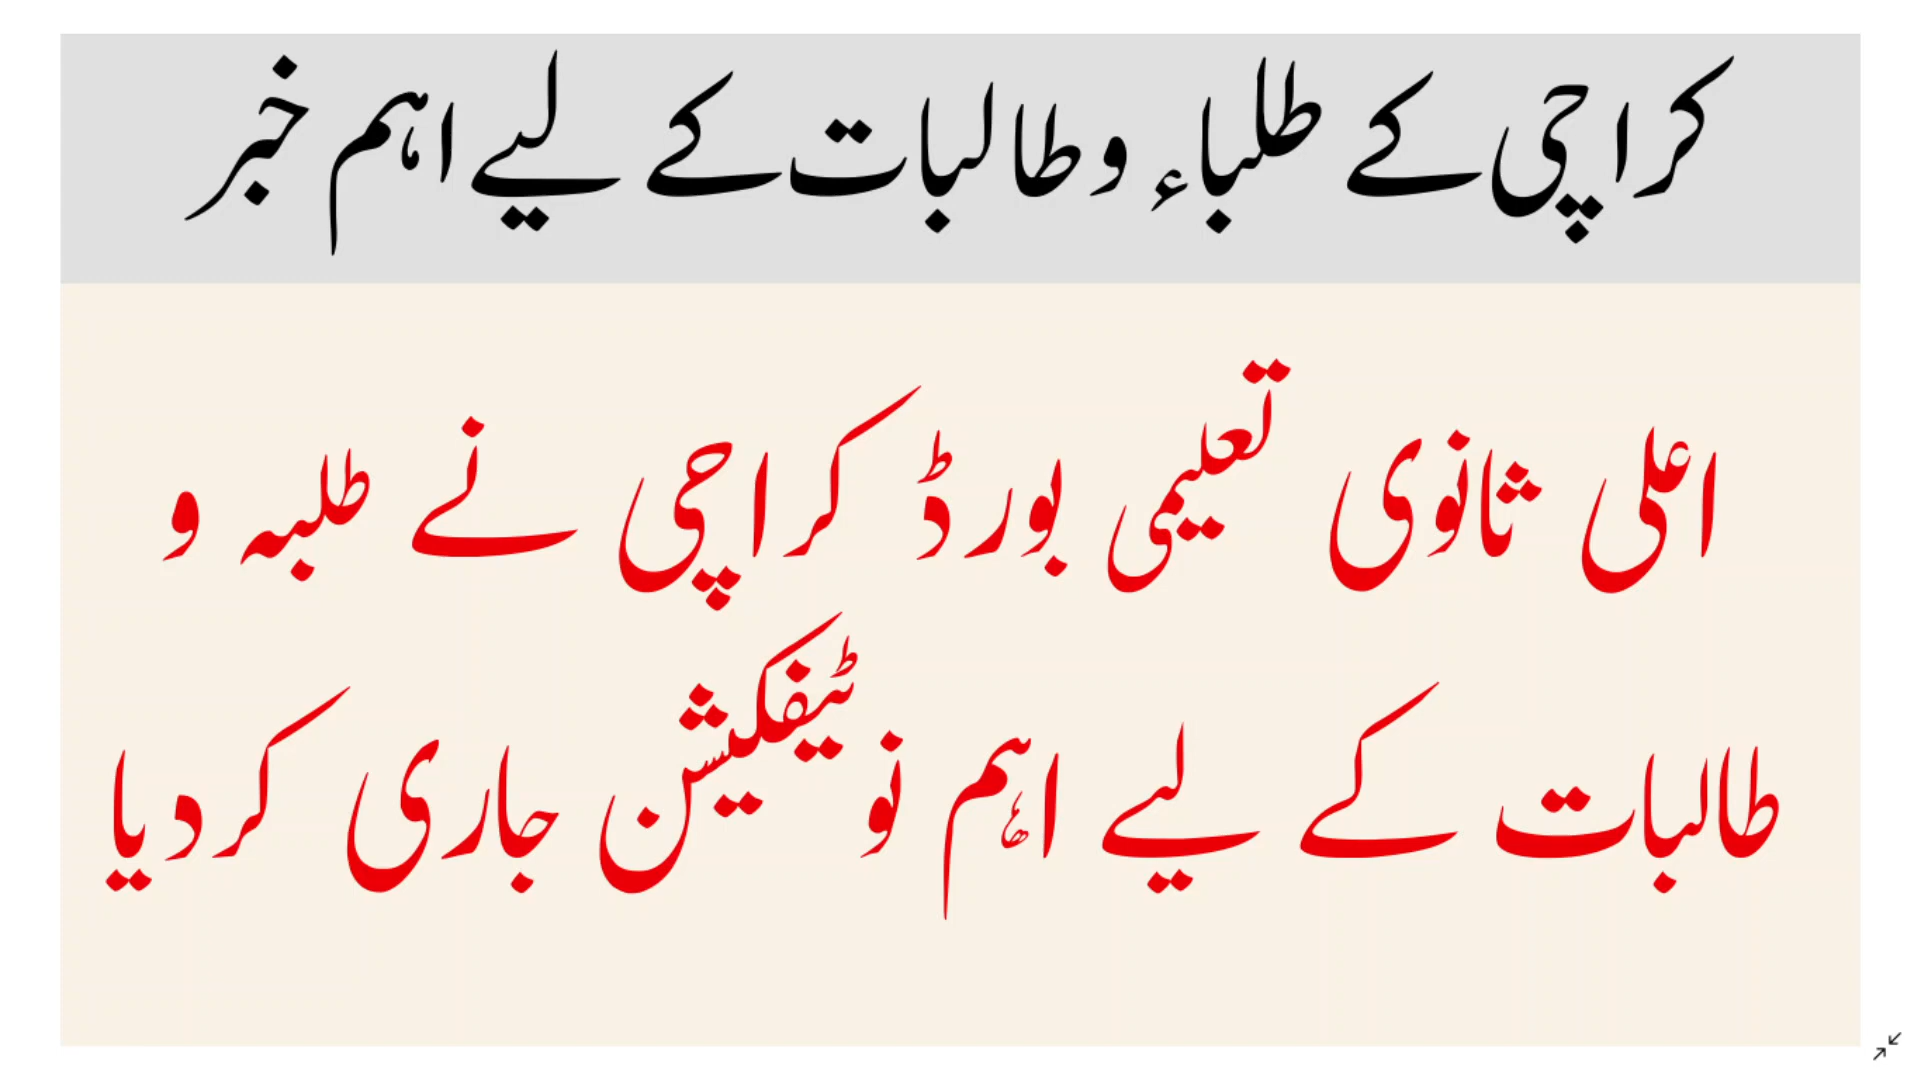 کراچی کے طلباء وطالبات کے لیے اہم خبر
اعلی ثانوی تعلیمی بورڈ کراچی نے طلبہ و
طالبات کے لیے اہم نوٹیفکیشن جاری کردیا